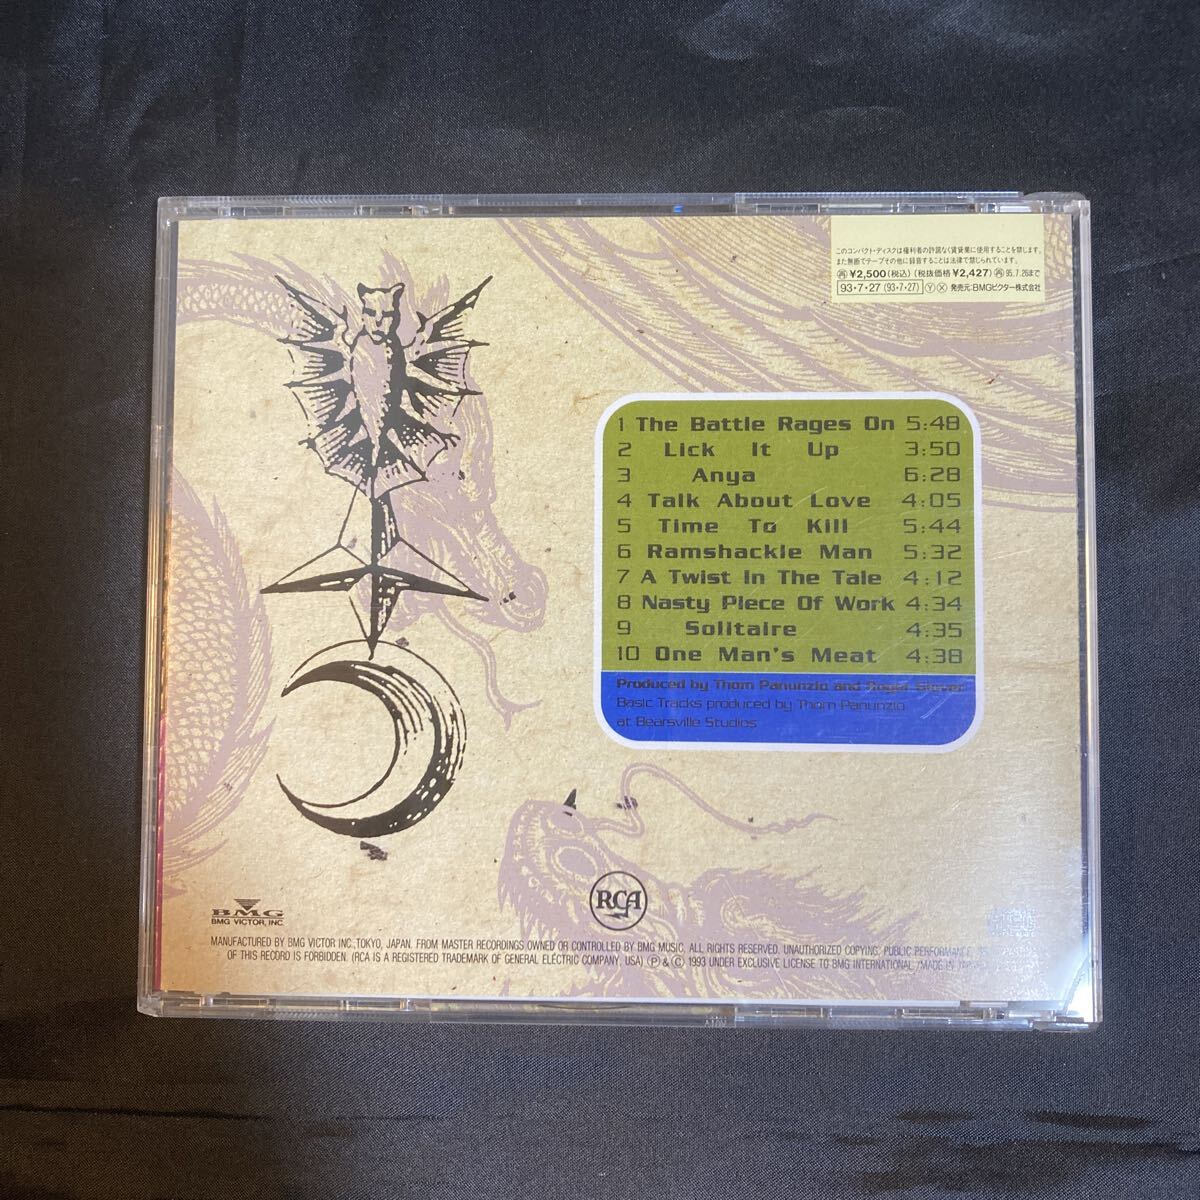 このコンパクト・ディスクは権利者の許諾なく賃貸業に使用することを禁じます。
また無断でテープその他に録音することは法律で禁じられています。
再 ¥2,500(税込) (税抜価格 ¥2,427) 再 95.7.26まで
93・7・27 (93・7・27) Ⓨ Ⓧ 発売元:BMGビクター株式会社
1 The Battle Rages On 5:48
2 Lick It Up 3:50
3 Anya 6:28
4 Talk About Love 4:05
5 Time To Kill 5:44
6 Ramshackle Man 5:32
7 A Twist In The Tale 4:12
8 Nasty Piece Of Work 4:34
9 Solitaire 4:35
10 One Man's Meat 4:38
Produced by Thom Panunzio and Roger Glover
Basic Tracks produced by Thom Panunzio
at Bearsville Studios
BMG
BMG VICTOR, INC.
RCA
MANUFACTURED BY BMG VICTOR INC.,TOKYO, JAPAN. FROM MASTER RECORDINGS OWNED OR CONTROLLED BY BMG MUSIC. ALL RIGHTS RESERVED. UNAUTHORIZED COPYING, PUBLIC PERFORMANCE,
OF THIS RECORD IS FORBIDDEN. (RCA IS A REGISTERED TRADEMARK OF GENERAL ELECTRIC COMPANY, USA) Ⓟ & Ⓒ 1993 UNDER EXCLUSIVE LICENSE TO BMG INTERNATIONAL /MADE IN